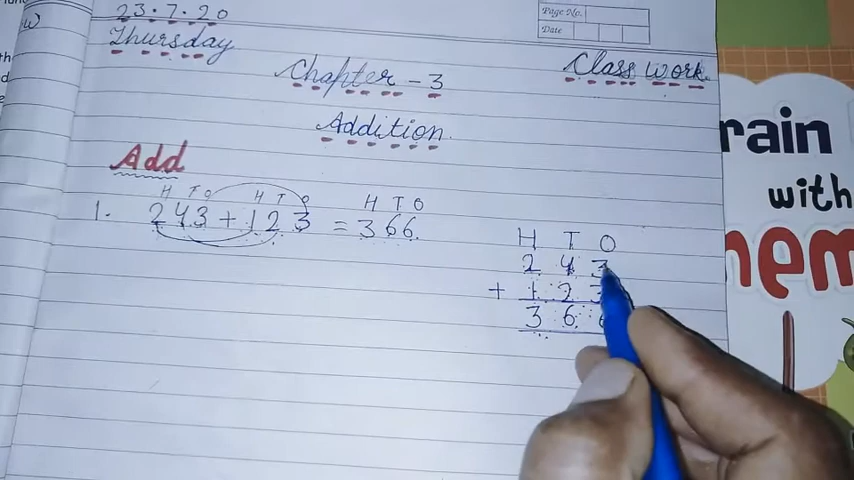 W
23.7.20
Page No.
Date
Thursday
Chapter - 3
Class Work
Addition
Add
H T O H T O H T O
1. 243 + 123 = 366
H T O
2 4 3
+ 1 2 3
3 6 6
rain
with